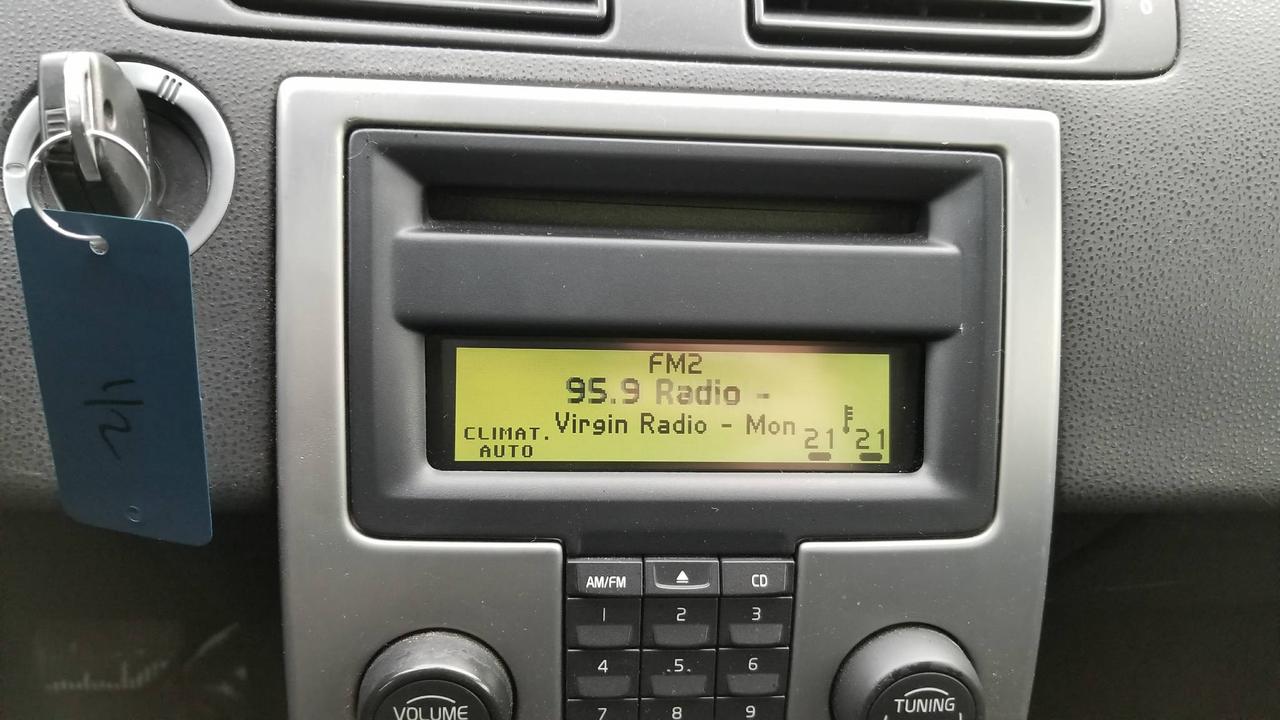 FM2
95.9 Radio -
Virgin Radio - Mon
CLIMAT.
AUTO
21 21
AM/FM
CD
1 2 3
4 .5. 6
7 8 9
VOLUME
TUNING